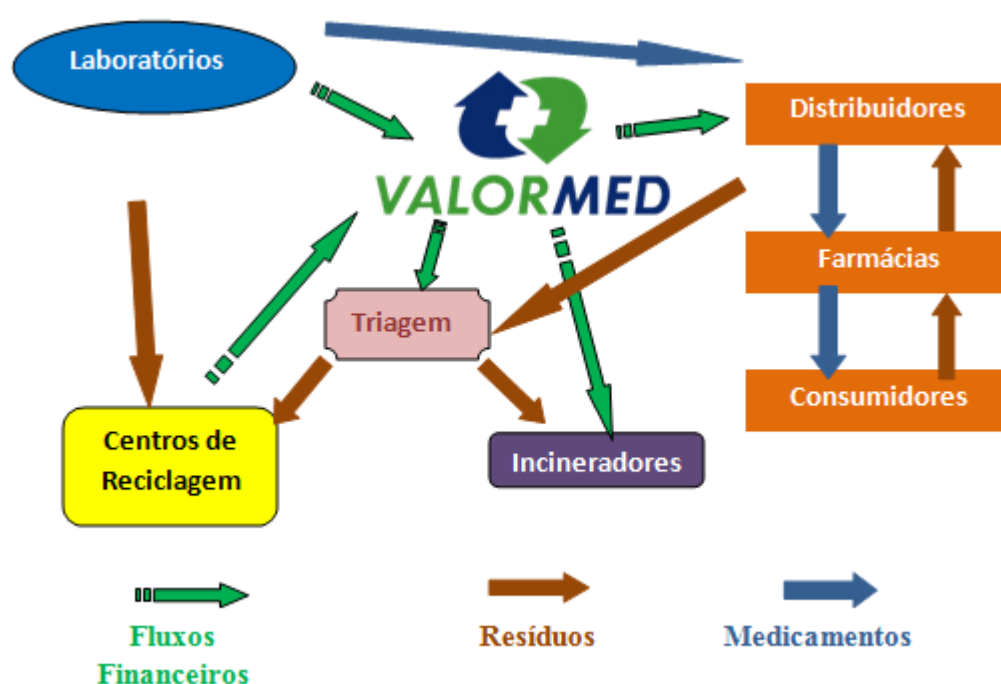 Laboratórios
Distribuidores
VALORMED
Farmácias
Triagem
Consumidores
Centros de
Reciclagem
Incineradores
Fluxos
Financeiros
Resíduos
Medicamentos